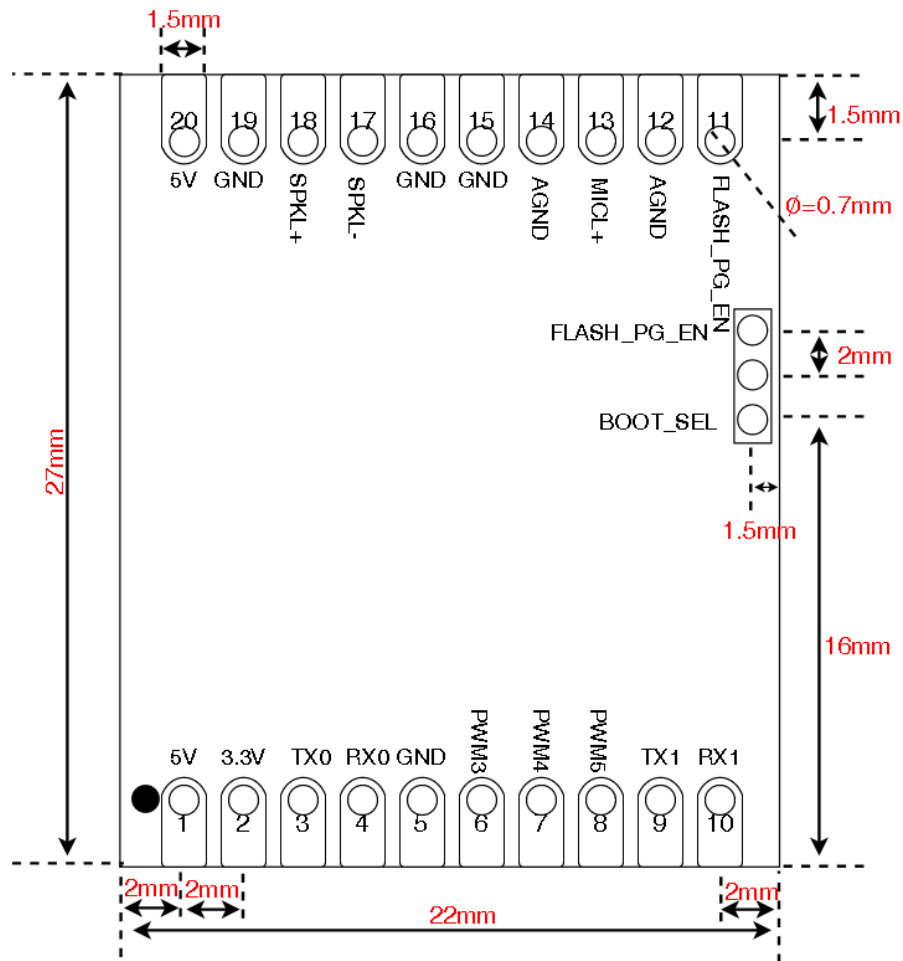 1.5mm
20 19 18 17 16 15 14 13 12 11
1.5mm
5V GND SPKL+ SPKL- GND GND AGND MICL+ AGND FLASH_PG_EN
Ø=0.7mm
FLASH_PG_EN
2mm
BOOT_SEL
27mm
1.5mm
16mm
5V 3.3V TX0 RX0 GND PWM3 PWM4 PWM5 TX1 RX1
1 2 3 4 5 6 7 8 9 10
2mm 2mm 2mm
22mm